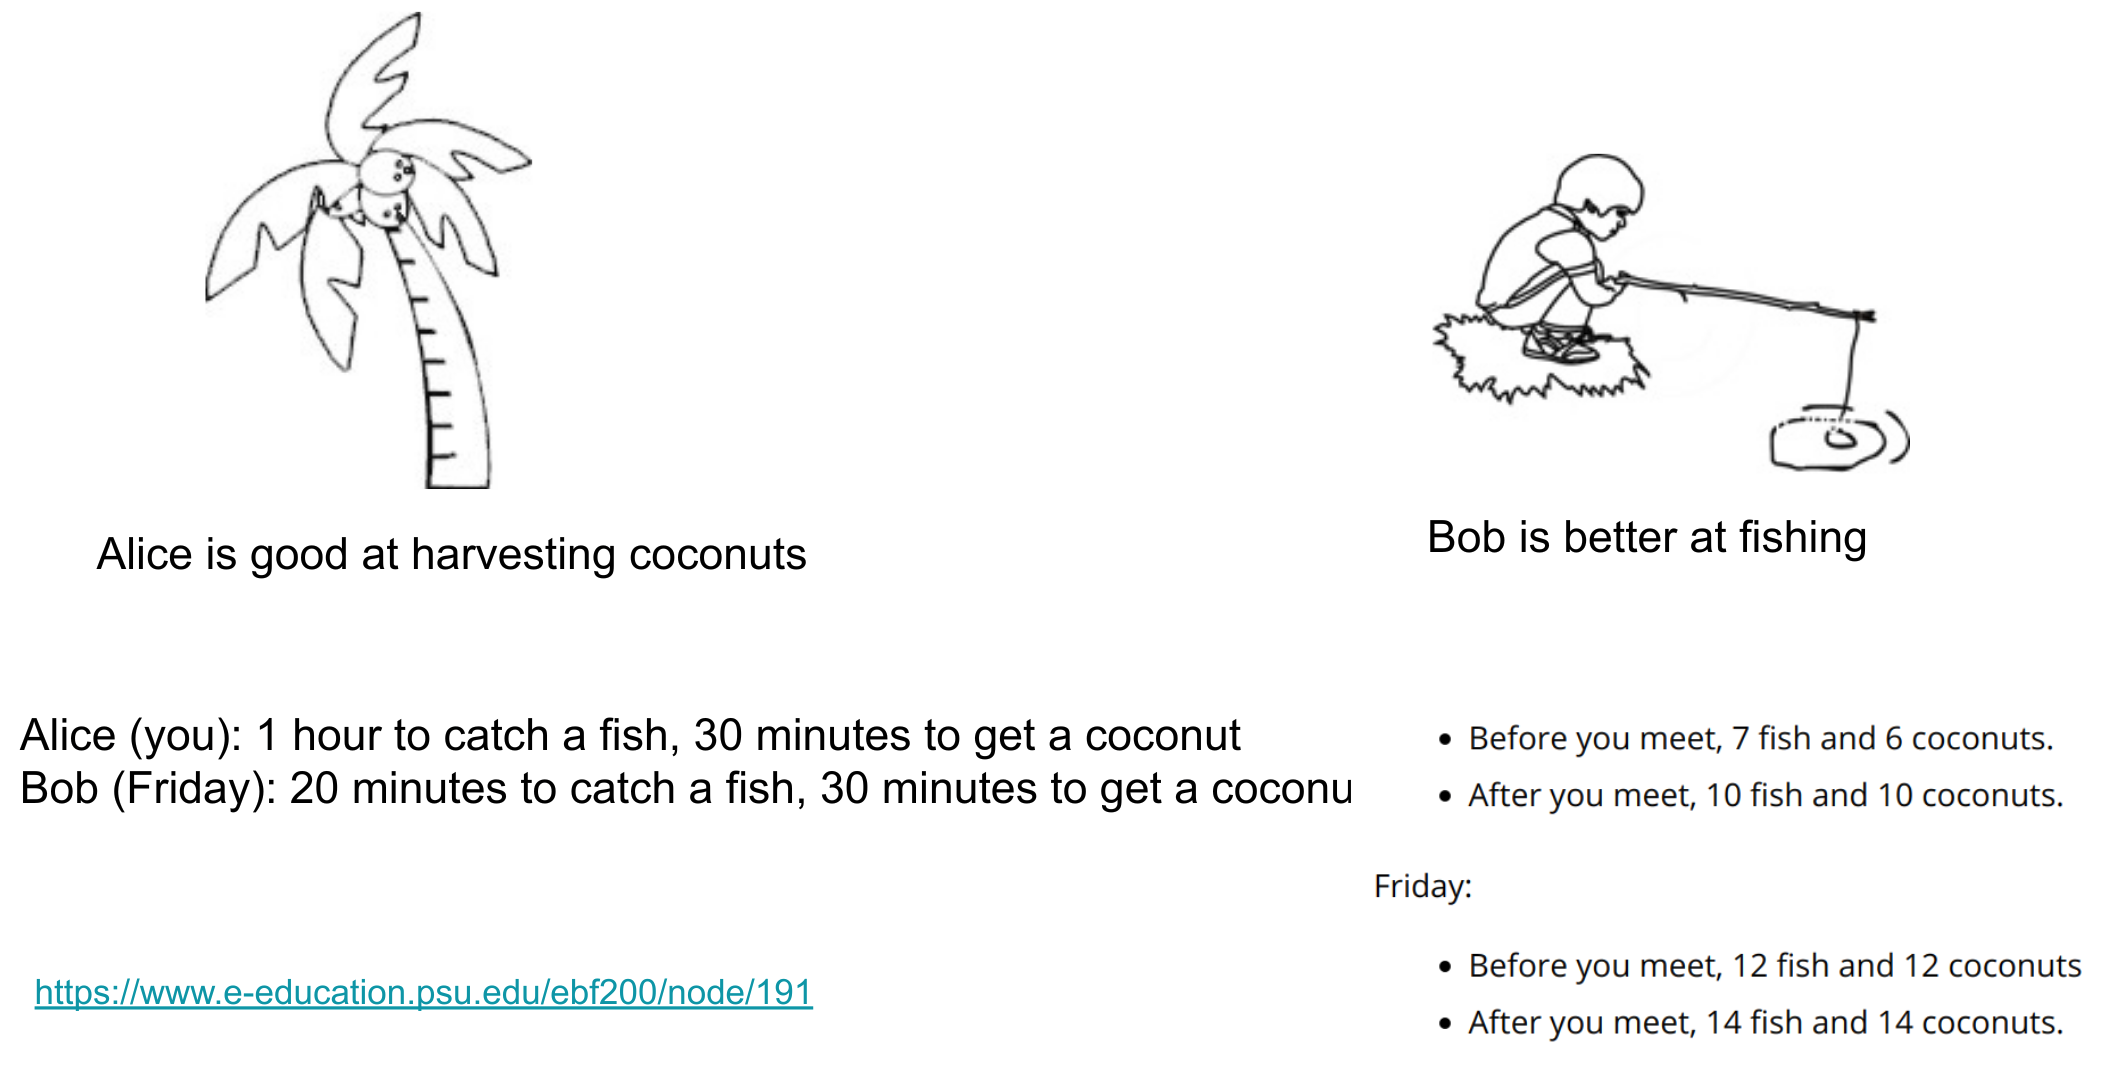 Alice is good at harvesting coconuts
Bob is better at fishing
Alice (you): 1 hour to catch a fish, 30 minutes to get a coconut
Bob (Friday): 20 minutes to catch a fish, 30 minutes to get a coconu
• Before you meet, 7 fish and 6 coconuts.
• After you meet, 10 fish and 10 coconuts.
Friday:
• Before you meet, 12 fish and 12 coconuts
• After you meet, 14 fish and 14 coconuts.
https://www.e-education.psu.edu/ebf200/node/191